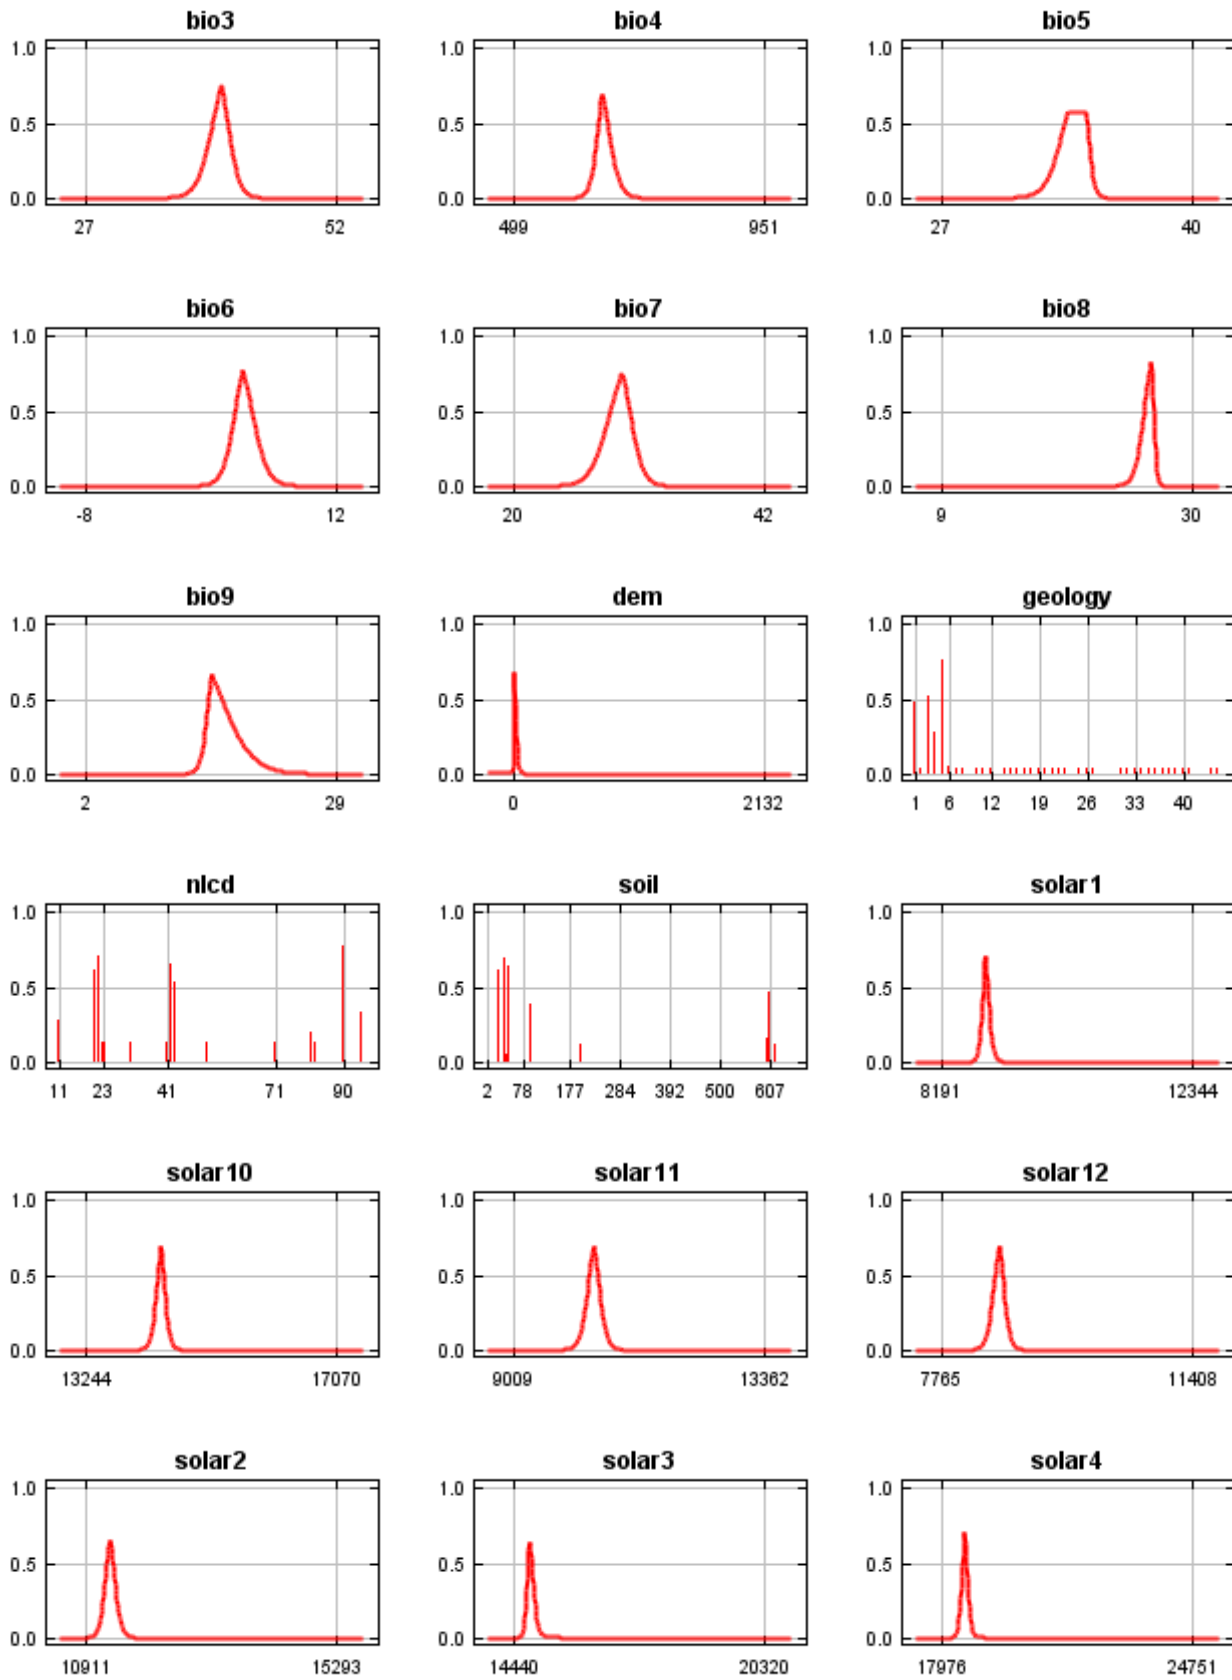 bio3 bio4 bio5
1.0 1.0 1.0
0.5 0.5 0.5
0.0 0.0 0.0
27 52 499 951 27 40
bio6 bio7 bio8
1.0 1.0 1.0
0.5 0.5 0.5
0.0 0.0 0.0
-8 12 20 42 9 30
bio9 dem geology
1.0 1.0 1.0
0.5 0.5 0.5
0.0 0.0 0.0
2 29 0 2132 1 6 12 19 26 33 40
nlcd soil solar1
1.0 1.0 1.0
0.5 0.5 0.5
0.0 0.0 0.0
11 23 41 71 90 2 78 177 284 392 500 607 8191 12344
solar10 solar11 solar12
1.0 1.0 1.0
0.5 0.5 0.5
0.0 0.0 0.0
13244 17070 9009 13362 7765 11408
solar2 solar3 solar4
1.0 1.0 1.0
0.5 0.5 0.5
0.0 0.0 0.0
10911 15293 14440 20320 17976 24751